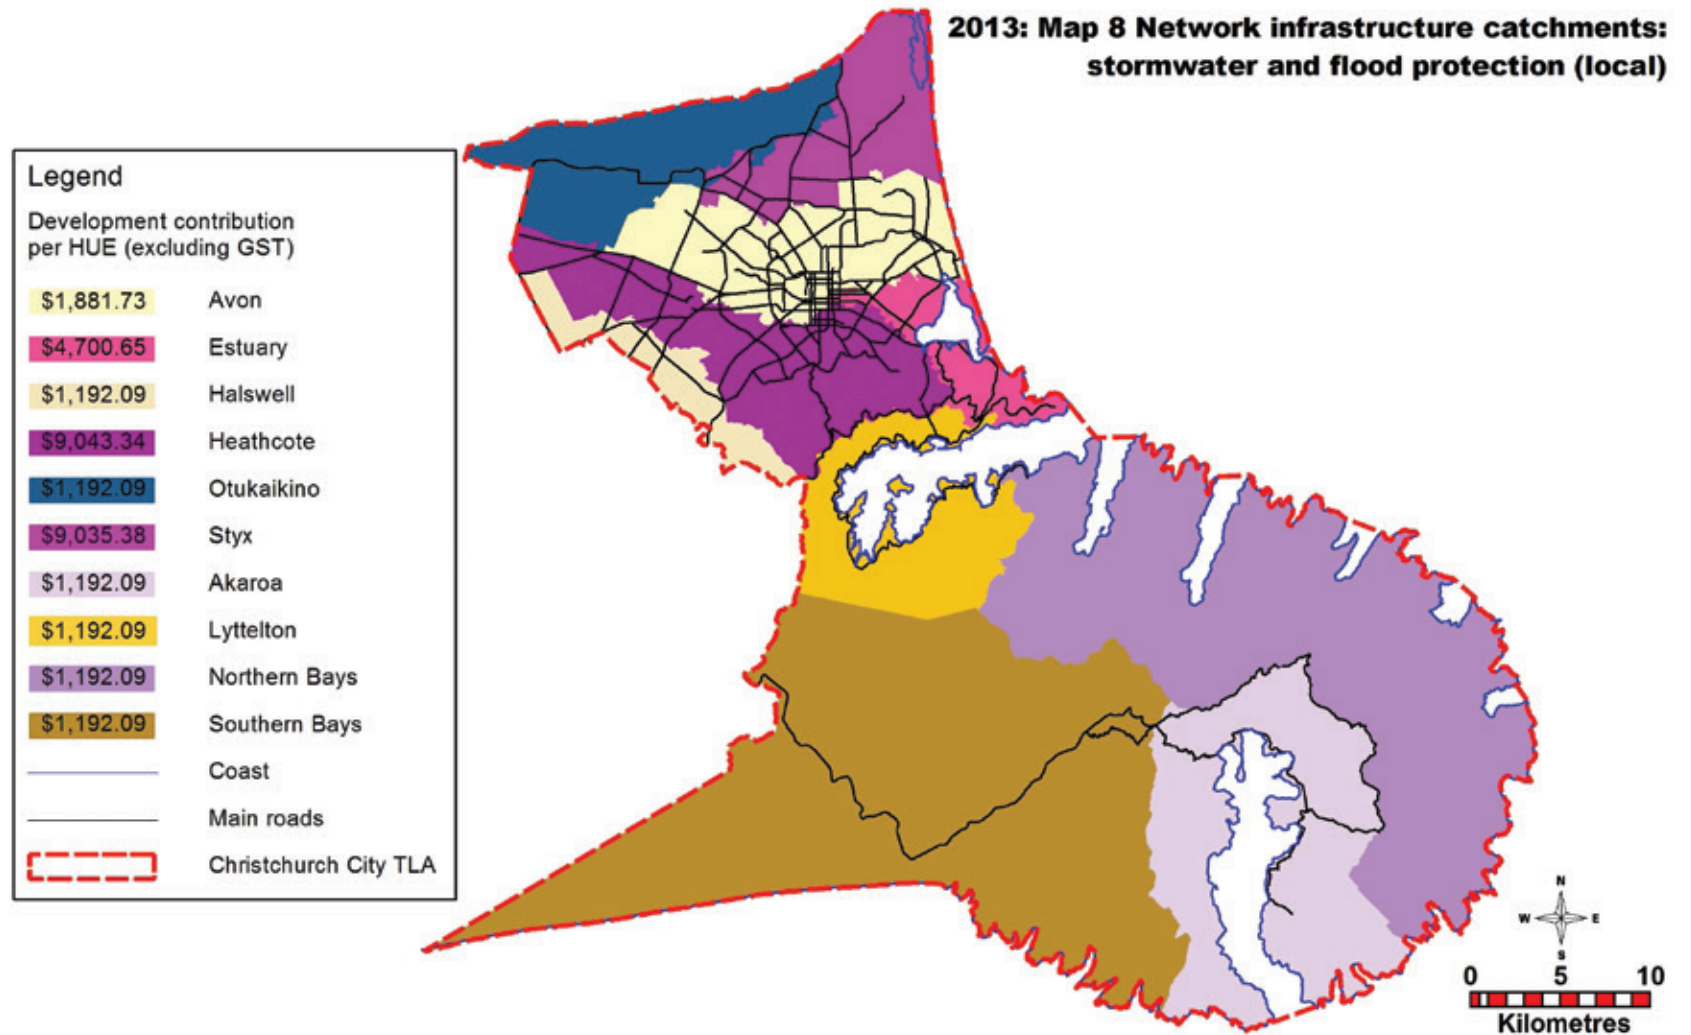 2013: Map 8 Network infrastructure catchments:
stormwater and flood protection (local)
Legend
Development contribution
per HUE (excluding GST)
$1,881.73 Avon
$4,700.65 Estuary
$1,192.09 Halswell
$9,043.34 Heathcote
$1,192.09 Otukaikino
$9,035.38 Styx
$1,192.09 Akaroa
$1,192.09 Lyttelton
$1,192.09 Northern Bays
$1,192.09 Southern Bays
Coast
Main roads
Christchurch City TLA
N
W E
S
0 5 10
Kilometres